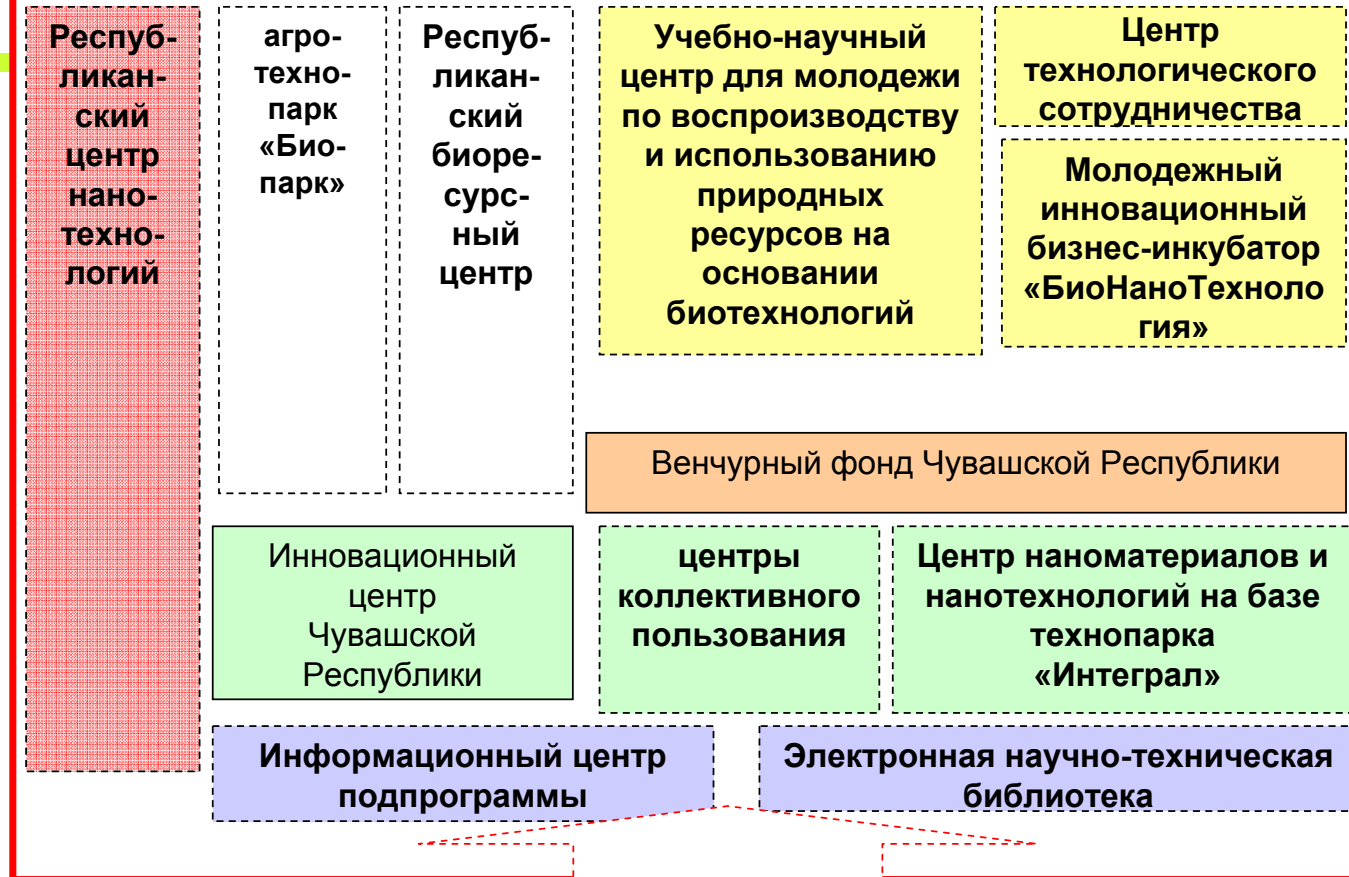 Респуб-
ликан-
ский
центр
нано-
техно-
логий
агро-
техно-
парк
«Био-
парк»
Респуб-
ликан-
ский
биоре-
сурс-
ный
центр
Учебно-научный
центр для молодежи
по воспроизводству
и использованию
природных
ресурсов на
основании
биотехнологий
Центр
технологического
сотрудничества
Молодежный
инновационный
бизнес-инкубатор
«БиоНаноТехноло
гия»
Венчурный фонд Чувашской Республики
Инновационный
центр
Чувашской
Республики
центры
коллективного
пользования
Центр наноматериалов и
нанотехнологий на базе
технопарка
«Интеграл»
Информационный центр
подпрограммы
Электронная научно-техническая
библиотека